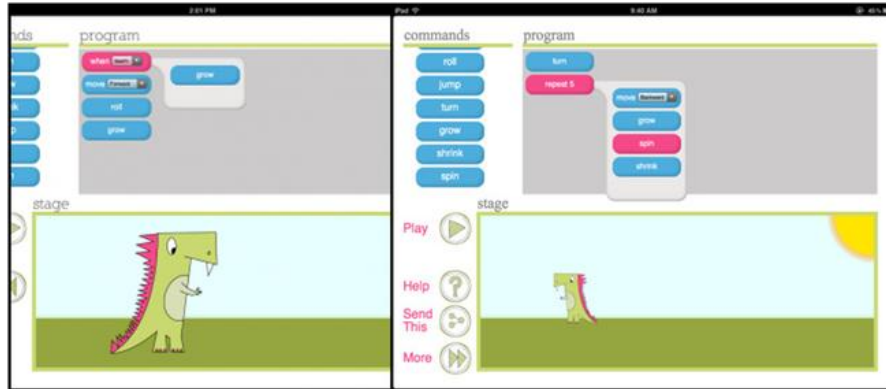 2:01 PM
nds
program
when
grow
move Forward
roll
grow
stage
iPad
9:40 AM
commands
program
roll
jump
turn
grow
shrink
spin
turn
repeat 5
move
grow
spin
shrink
stage
Play
Help
Send
This
More